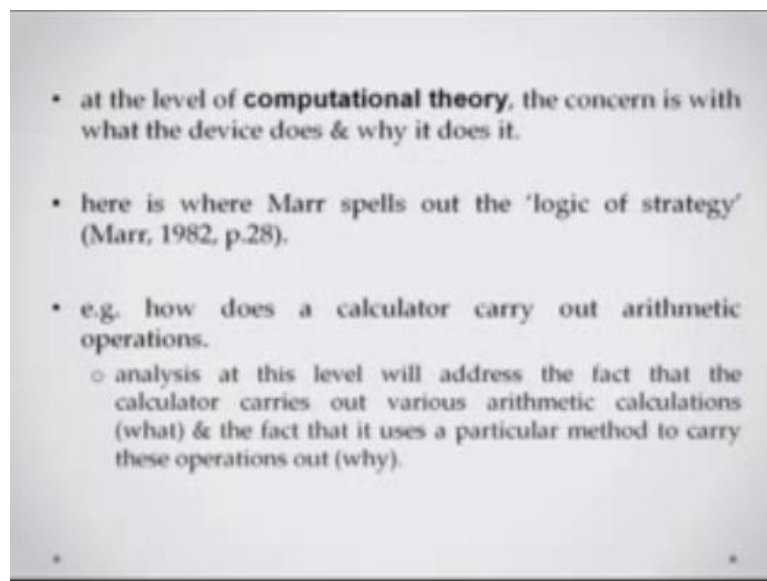 • at the level of computational theory, the concern is with
what the device does & why it does it.
• here is where Marr spells out the 'logic of strategy'
(Marr, 1982, p.28).
• e.g. how does a calculator carry out arithmetic
operations.
o analysis at this level will address the fact that the
calculator carries out various arithmetic calculations
(what) & the fact that it uses a particular method to carry
these operations out (why).